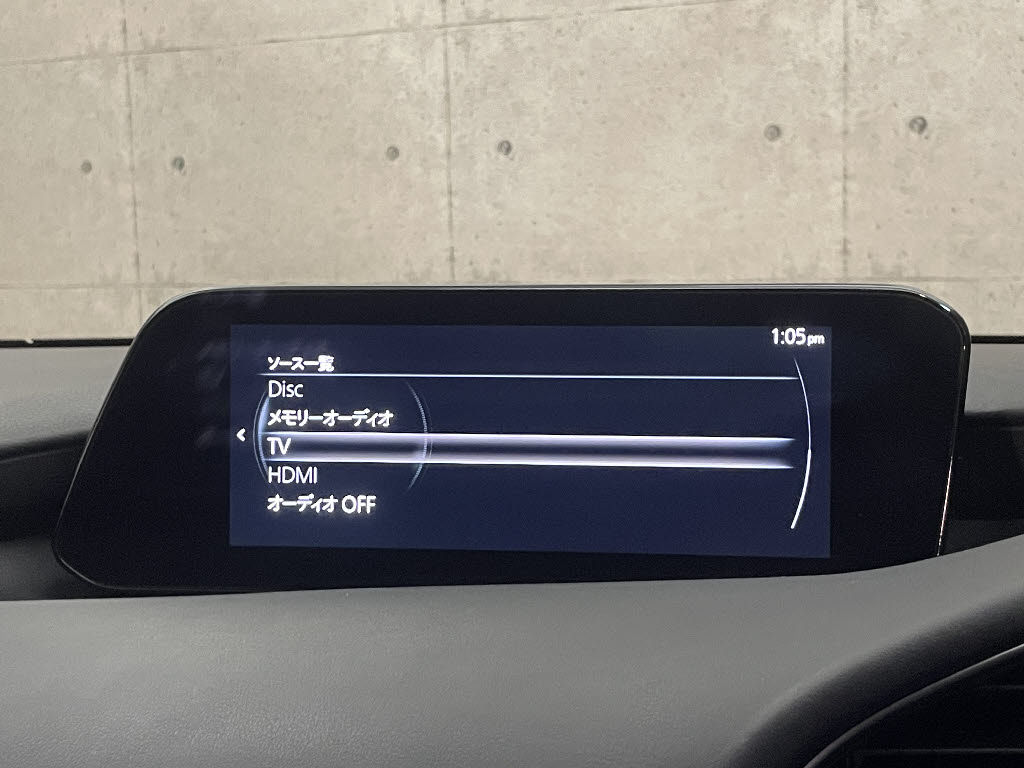 1:05pm
ソース一覧
Disc
メモリーオーディオ
TV
HDMI
オーディオ OFF